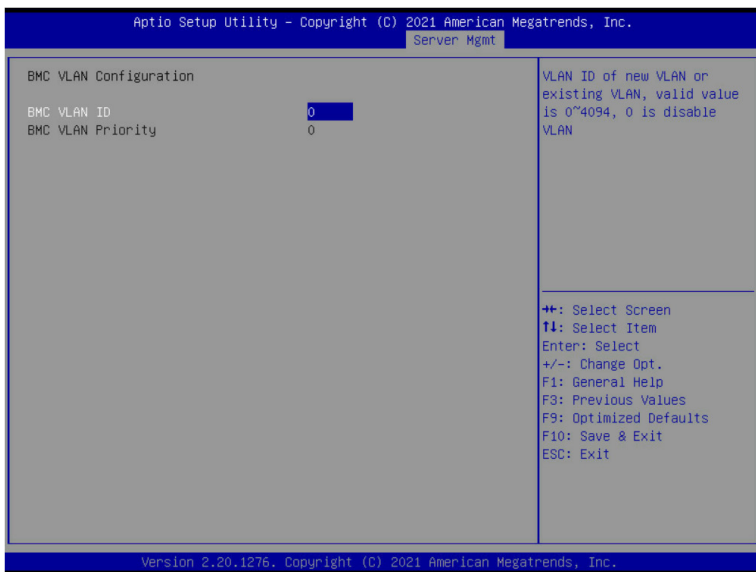 Aptio Setup Utility – Copyright (C) 2021 American Megatrends, Inc.
Server Mgmt
BMC VLAN Configuration
BMC VLAN ID 0
BMC VLAN Priority 0
VLAN ID of new VLAN or
existing VLAN, valid value
is 0~4094, 0 is disable
VLAN
→←: Select Screen
↑↓: Select Item
Enter: Select
+/-: Change Opt.
F1: General Help
F3: Previous Values
F9: Optimized Defaults
F10: Save & Exit
ESC: Exit
Version 2.20.1276. Copyright (C) 2021 American Megatrends, Inc.